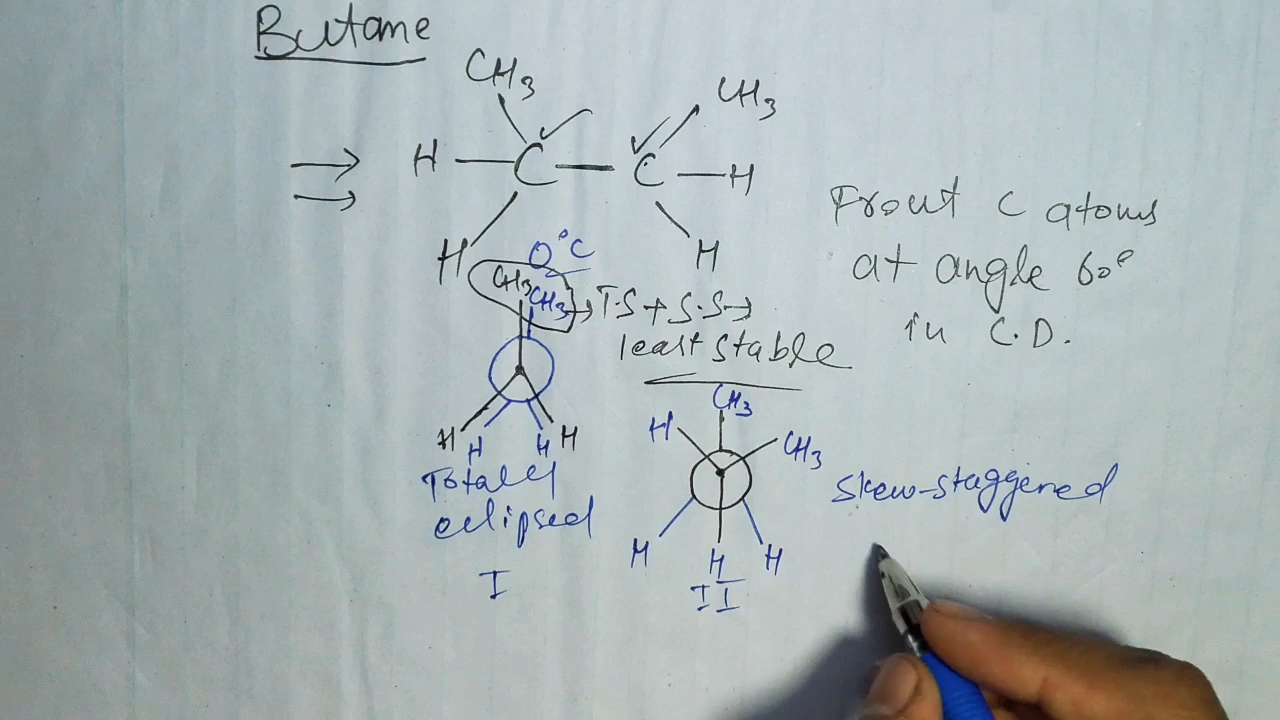 Butane
CH3
CH3
H C C H
H H
Front C atoms
at angle 60°
in C.D.
0°C
CH3
CH3 → T.S + S.S →
least stable
H H H H
Totally
eclipsed
I
CH3
H CH3
H H H
II
Skew-staggered